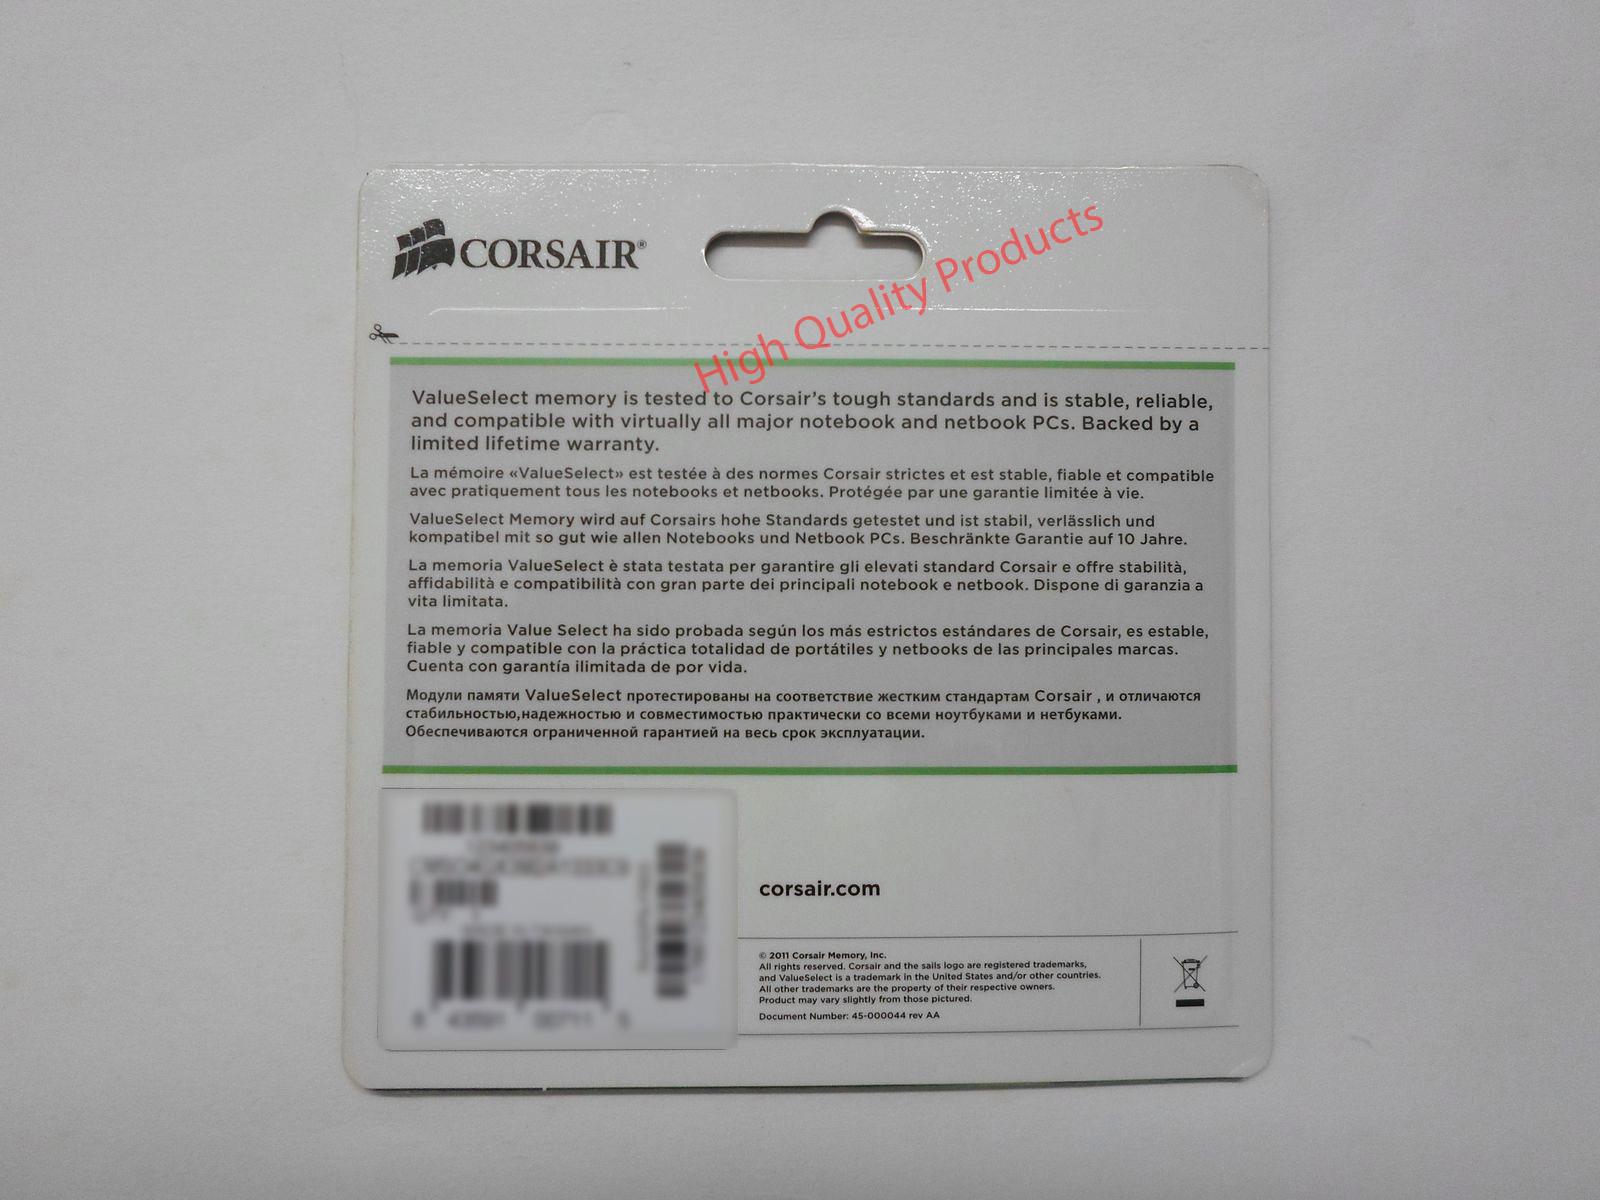 CORSAIR®
High Quality Products
ValueSelect memory is tested to Corsair's tough standards and is stable, reliable,
and compatible with virtually all major notebook and netbook PCs. Backed by a
limited lifetime warranty.
La mémoire «ValueSelect» est testée à des normes Corsair strictes et est stable, fiable et compatible
avec pratiquement tous les notebooks et netbooks. Protégée par une garantie limitée à vie.
ValueSelect Memory wird auf Corsairs hohe Standards getestet und ist stabil, verlässlich und
kompatibel mit so gut wie allen Notebooks und Netbook PCs. Beschränkte Garantie auf 10 Jahre.
La memoria ValueSelect è stata testata per garantire gli elevati standard Corsair e offre stabilità,
affidabilità e compatibilità con gran parte dei principali notebook e netbook. Dispone di garanzia a
vita limitata.
La memoria Value Select ha sido probada según los más estrictos estándares de Corsair, es estable,
fiable y compatible con la práctica totalidad de portátiles y netbooks de las principales marcas.
Cuenta con garantía ilimitada de por vida.
Модули памяти ValueSelect протестированы на соответствие жестким стандартам Corsair , и отличаются
стабильностью,надежностью и совместимостью практически со всеми ноутбуками и нетбуками.
Обеспечиваются ограниченной гарантией на весь срок эксплуатации.
corsair.com
© 2011 Corsair Memory, Inc.
All rights reserved. Corsair and the sails logo are registered trademarks,
and ValueSelect is a trademark in the United States and/or other countries.
All other trademarks are the property of their respective owners.
Product may vary slightly from those pictured.
Document Number: 45-000044 rev AA